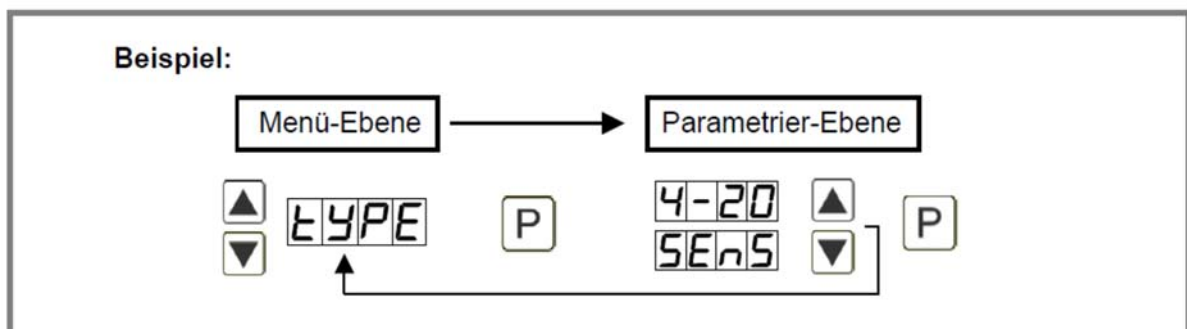 Beispiel:
Menü-Ebene
Parametrier-Ebene
tYPE
P
4-20
SEnS
P